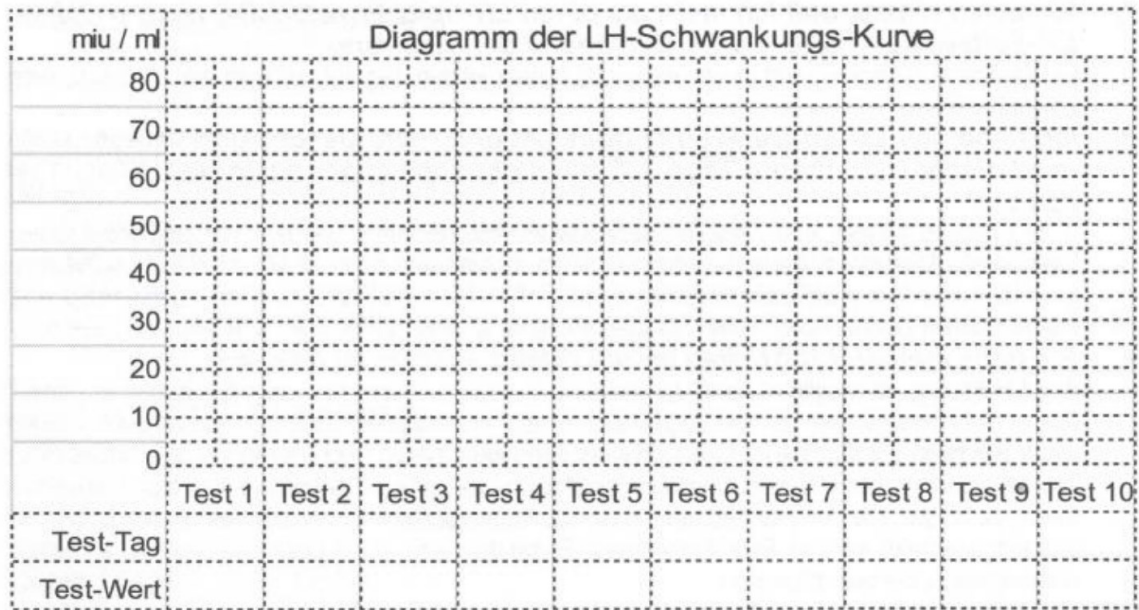 miu / ml Diagramm der LH-Schwankungs-Kurve
80
70
60
50
40
30
20
10
0
Test 1 Test 2 Test 3 Test 4 Test 5 Test 6 Test 7 Test 8 Test 9 Test 10
Test-Tag
Test-Wert